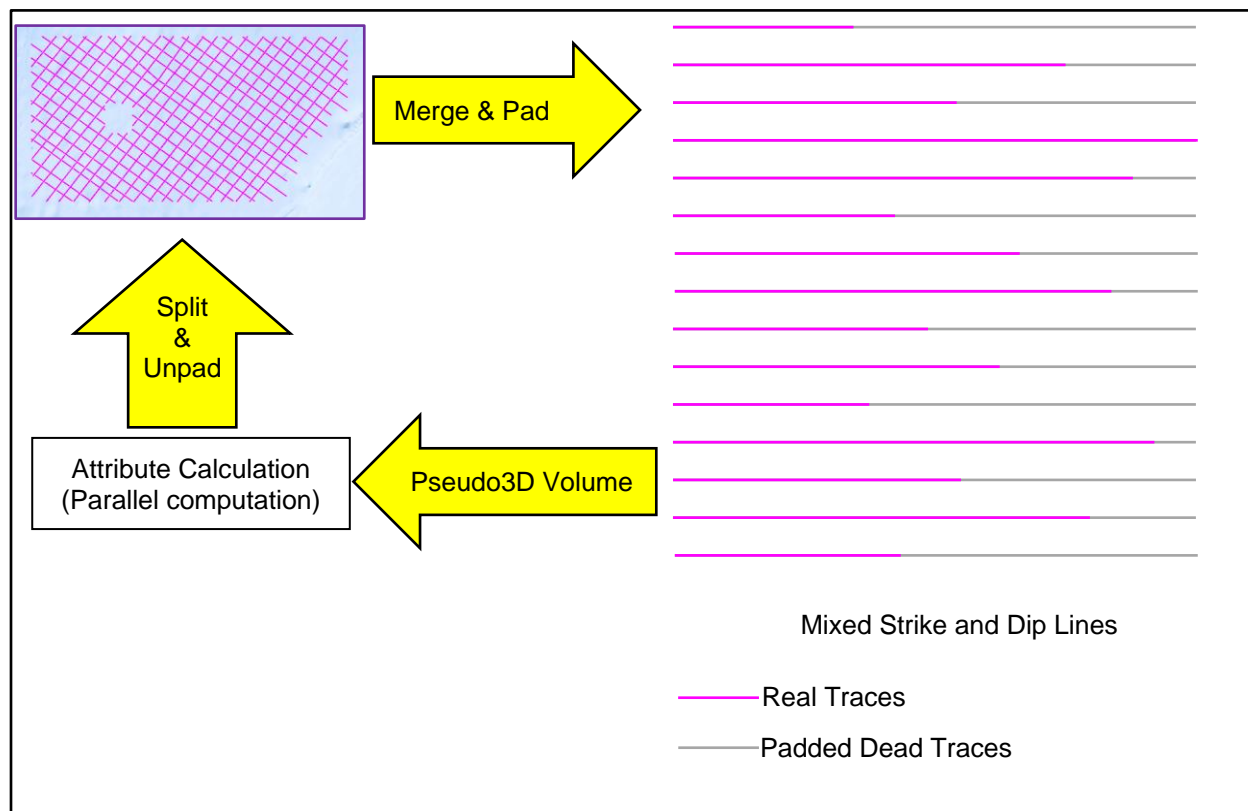 Merge & Pad
Split
&
Unpad
Attribute Calculation
(Parallel computation)
Pseudo3D Volume
Mixed Strike and Dip Lines
Real Traces
Padded Dead Traces